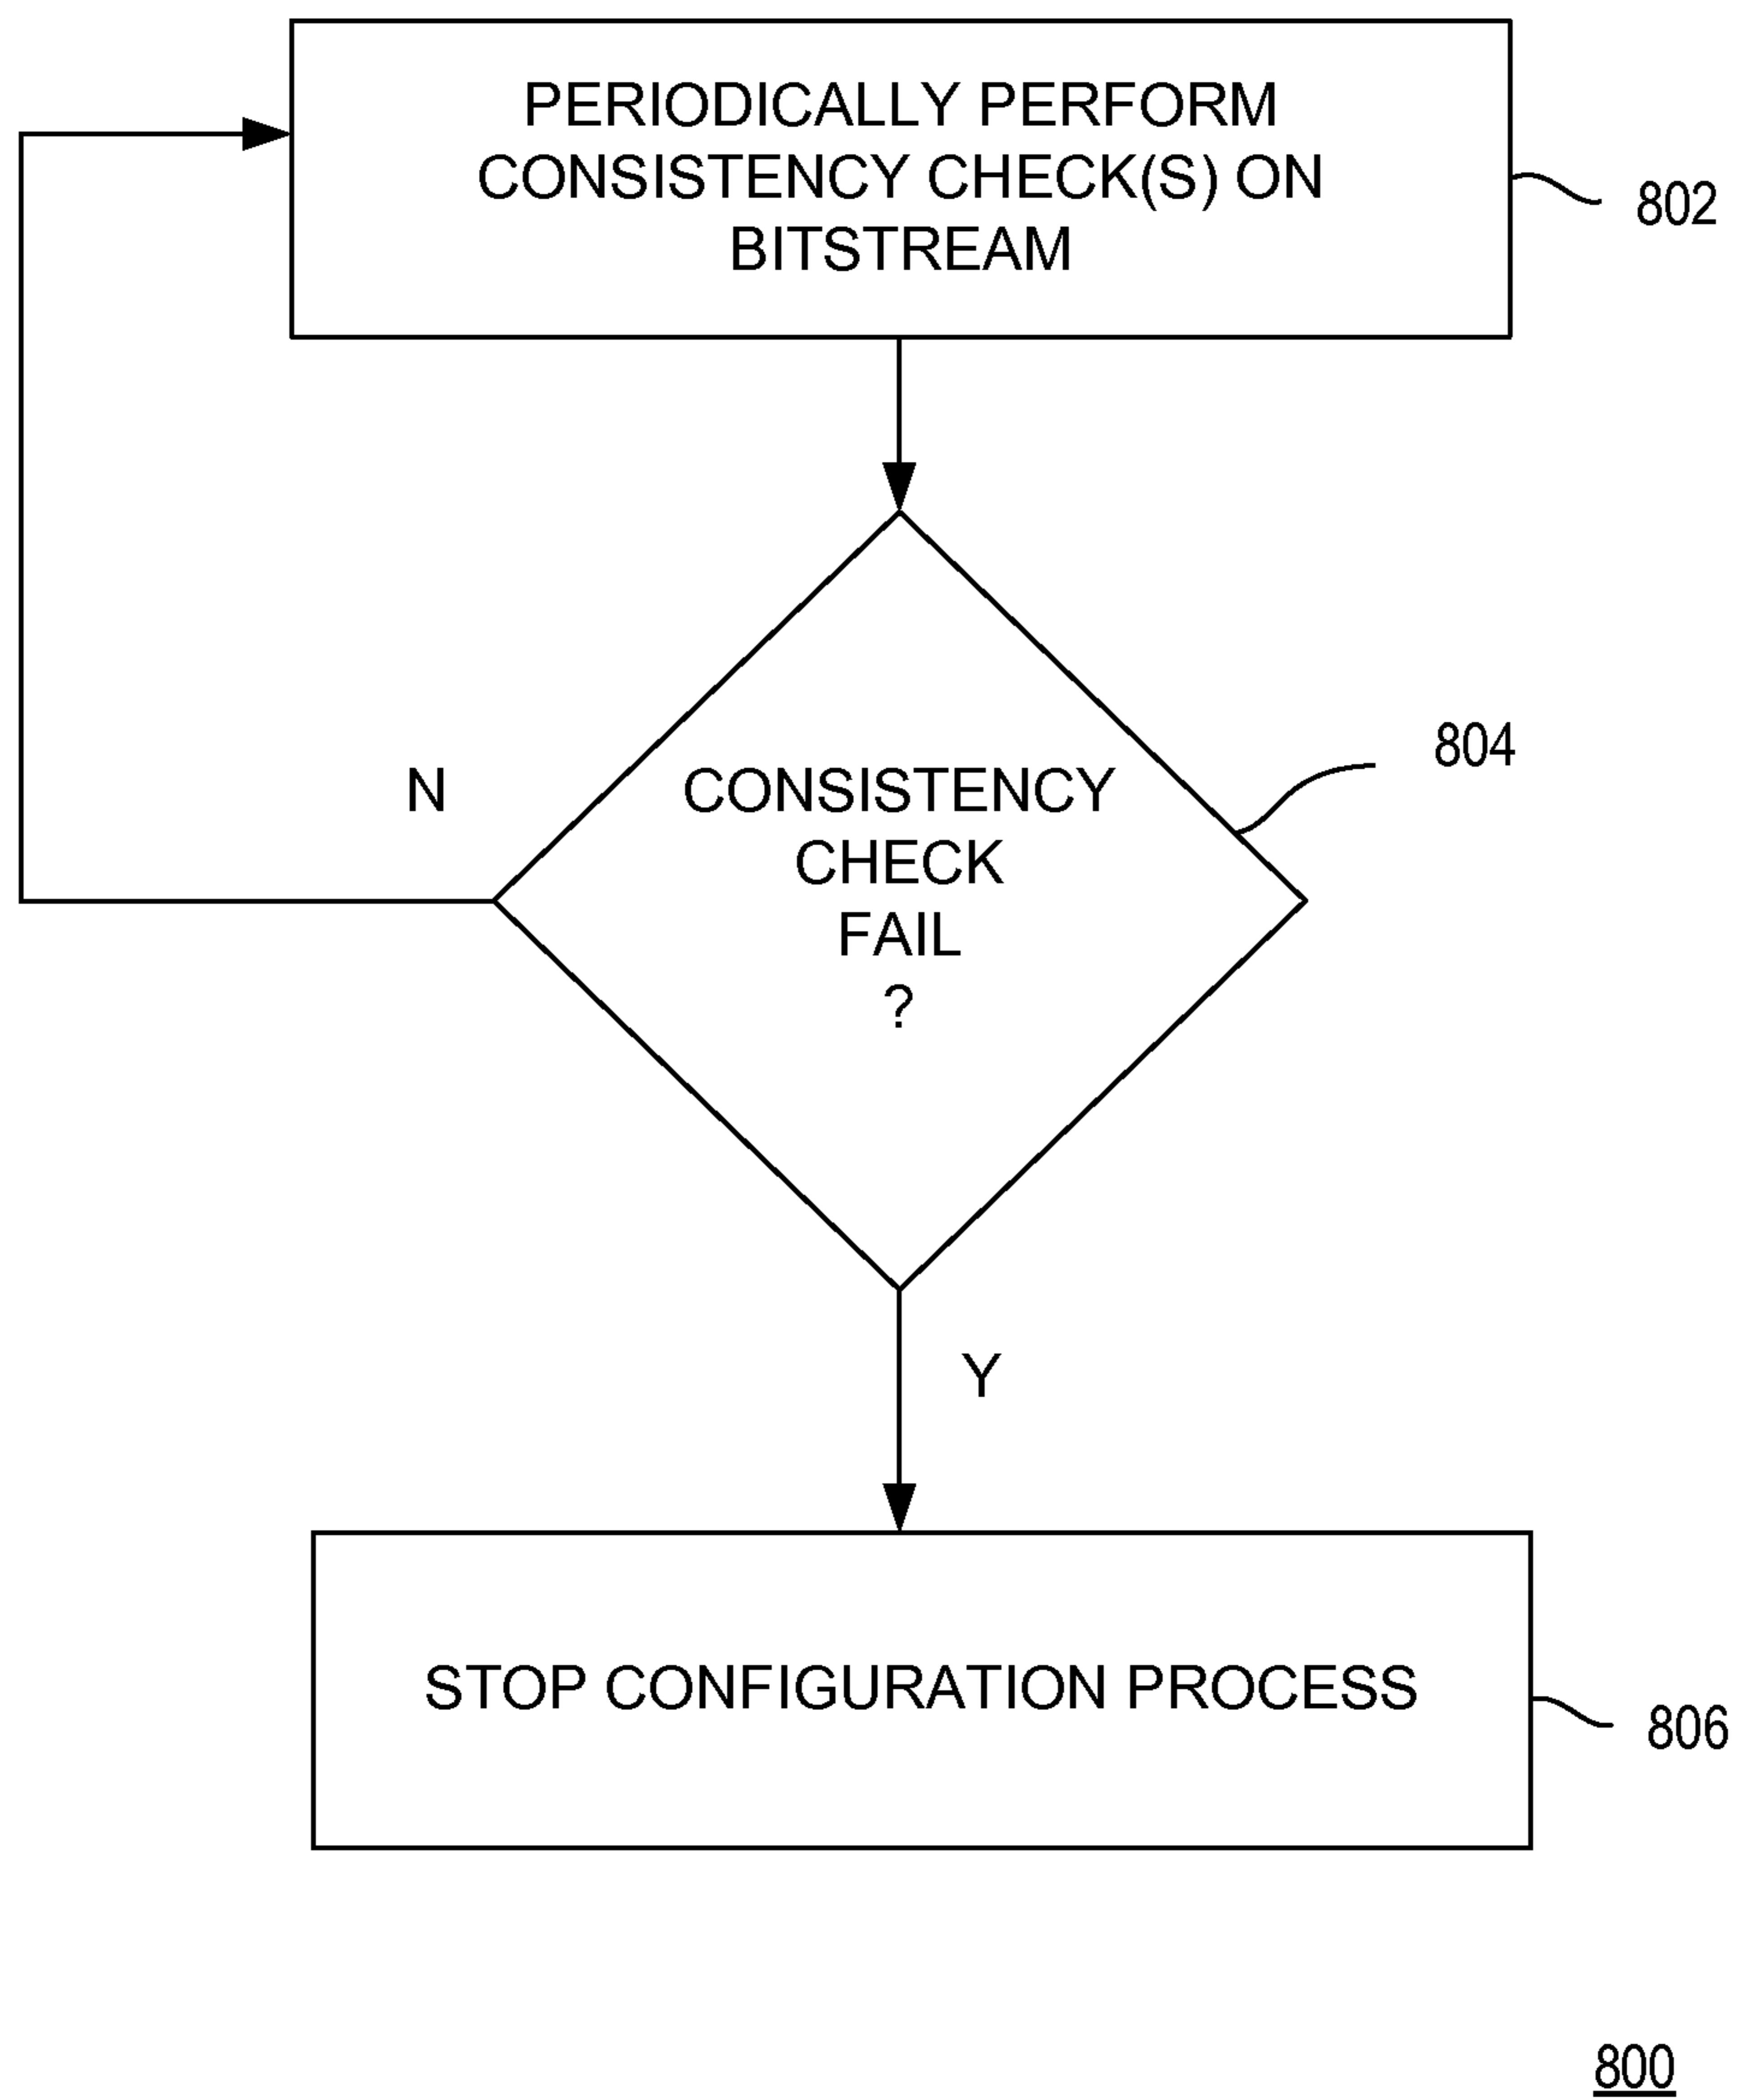 PERIODICALLY PERFORM
CONSISTENCY CHECK(S) ON
BITSTREAM
802
N
CONSISTENCY
CHECK
FAIL
?
804
Y
STOP CONFIGURATION PROCESS
806
800